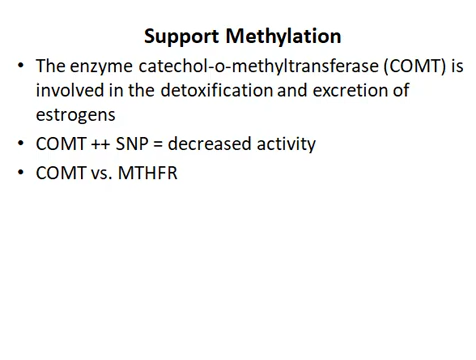 Support Methylation
• The enzyme catechol-o-methyltransferase (COMT) is
involved in the detoxification and excretion of
estrogens
• COMT ++ SNP = decreased activity
• COMT vs. MTHFR